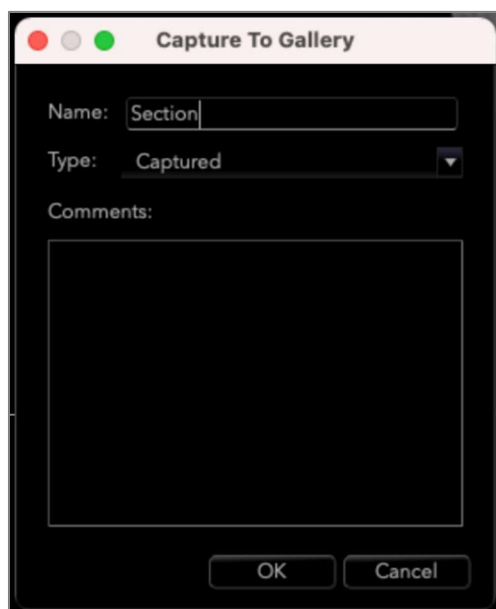 Capture To Gallery
Name: Section
Type: Captured
Comments:
OK Cancel